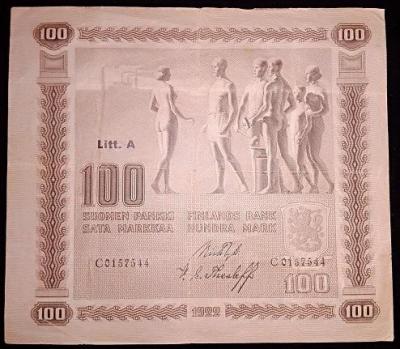 100 100
Litt. A
100
SUOMEN PANKKI FINLANDS BANK
SATA MARKKAA HUNDRA MARK
C0157544 C0157544
100
100 1922 100